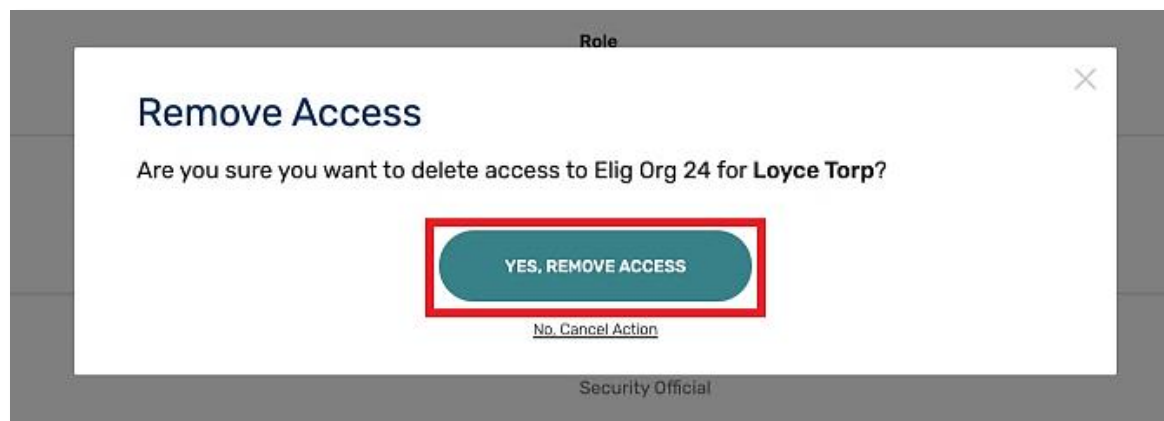 Role
Remove Access
Are you sure you want to delete access to Elig Org 24 for Loyce Torp?
YES, REMOVE ACCESS
No, Cancel Action
Security Official